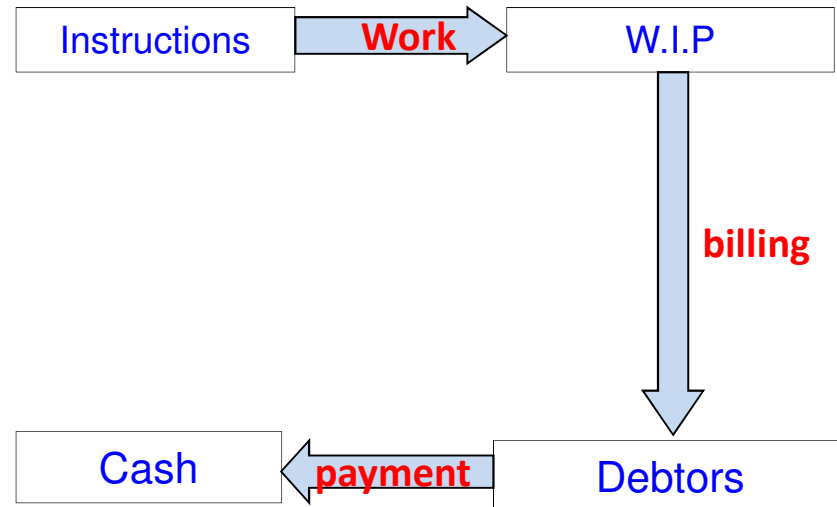 Instructions
Work
W.I.P
billing
Cash
payment
Debtors